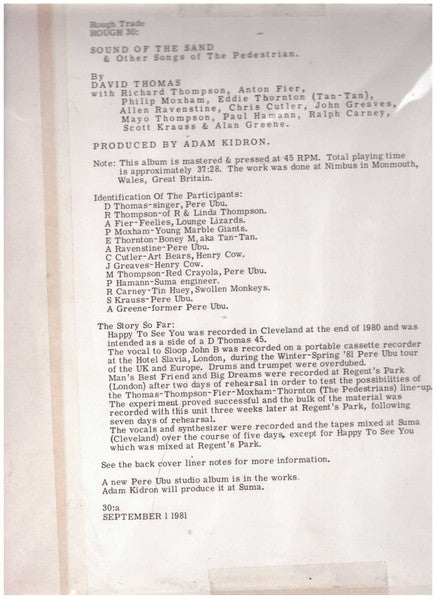 Rough Trade
ROUGH 30:
SOUND OF THE SAND
& Other Songs of The Pedestrian.
By
DAVID THOMAS
with Richard Thompson, Anton Fier,
Philip Moxham, Eddie Thornton (Tan-Tan),
Allen Ravenstine, Chris Cutler, John Greaves,
Mayo Thompson, Paul Hamann, Ralph Carney,
Scott Krauss & Alan Greene.
PRODUCED BY ADAM KIDRON.
Note: This album is mastered & pressed at 45 RPM. Total playing time
is approximately 37:28. The work was done at Nimbus in Monmouth,
Wales, Great Britain.
Identification Of The Participants:
D Thomas-singer, Pere Ubu.
R Thompson-of R & Linda Thompson.
A Fier-Feelies, Lounge Lizards.
P Moxham-Young Marble Giants.
E Thornton-Boney M, aka Tan-Tan.
A Ravenstine-Pere Ubu.
C Cutler-Art Bears, Henry Cow.
J Greaves-Henry Cow.
M Thompson-Red Crayola, Pere Ubu.
P Hamann-Suma engineer.
R Carney-Tin Huey, Swollen Monkeys.
S Krauss-Pere Ubu.
A Greene-former Pere Ubu.
The Story So Far:
Happy To See You was recorded in Cleveland at the end of 1980 and was
intended as a side of a D Thomas 45.
The vocal to Sloop John B was recorded on a portable cassette recorder
at the Hotel Slavia, London, during the Winter-Spring '81 Pere Ubu tour
of the UK and Europe. Drums and trumpet were overdubed.
Man's Best Friend and Big Dreams were recorded at Regent's Park
(London) after two days of rehearsal in order to test the possibilities of
the Thomas-Thompson-Fier-Moxham-Thornton (The Pedestrians) line-up.
The experiment proved successful and the bulk of the material was
recorded with this unit three weeks later at Regent's Park, following
seven days of rehearsal.
The vocals and synthesizer were recorded and the tapes mixed at Suma
(Cleveland) over the course of five days, except for Happy To See You
which was mixed at Regent's Park.
See the back cover liner notes for more information.
A new Pere Ubu studio album is in the works.
Adam Kidron will produce it at Suma.
30:a
SEPTEMBER 1 1981